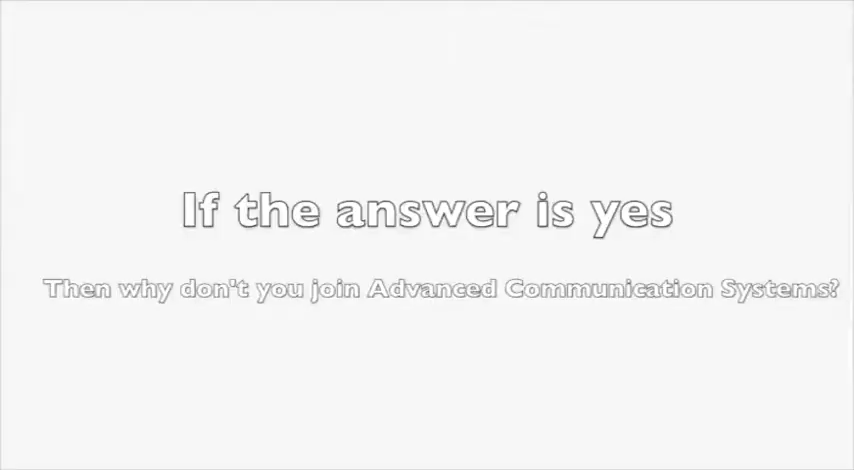 If the answer is yes
Then why don't you join Advanced Communication Systems?